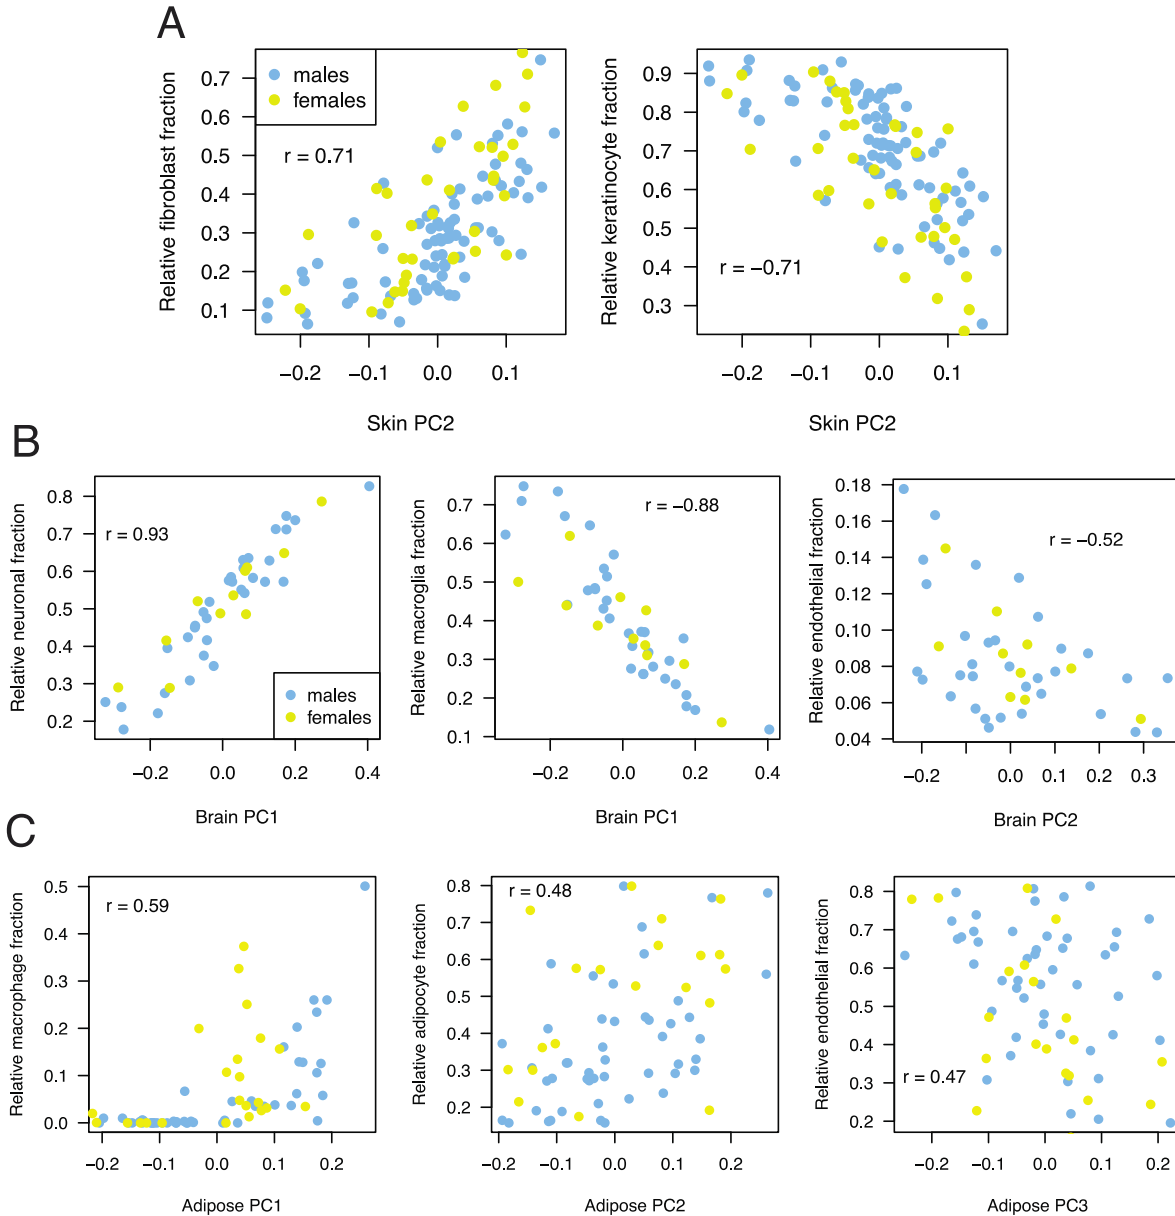 A
Relative fibroblast fraction
0.7
0.6
0.5
0.4
0.3
0.2
0.1
males
females
r = 0.71
−0.2
−0.1
0.0
0.1
Skin PC2
Relative keratinocyte fraction
0.9
0.8
0.7
0.6
0.5
0.4
0.3
r = −0.71
−0.2
−0.1
0.0
0.1
Skin PC2
B
Relative neuronal fraction
0.8
0.7
0.6
0.5
0.4
0.3
0.2
r = 0.93
males
females
−0.2
0.0
0.2
0.4
Brain PC1
Relative macroglia fraction
0.7
0.6
0.5
0.4
0.3
0.2
0.1
r = −0.88
−0.2
0.0
0.2
0.4
Brain PC1
Relative endothelial fraction
0.18
0.16
0.14
0.12
0.10
0.08
0.06
0.04
r = −0.52
−0.2
0.0
0.1
0.2
0.3
Brain PC2
C
Relative macrophage fraction
0.5
0.4
0.3
0.2
0.1
0.0
r = 0.59
−0.2
−0.1
0.0
0.1
0.2
Adipose PC1
Relative adipocyte fraction
0.8
0.7
0.6
0.5
0.4
0.3
0.2
r = 0.48
−0.2
−0.1
0.0
0.1
0.2
Adipose PC2
Relative endothelial fraction
0.8
0.7
0.6
0.5
0.4
0.3
0.2
r = 0.47
−0.2
−0.1
0.0
0.1
0.2
Adipose PC3